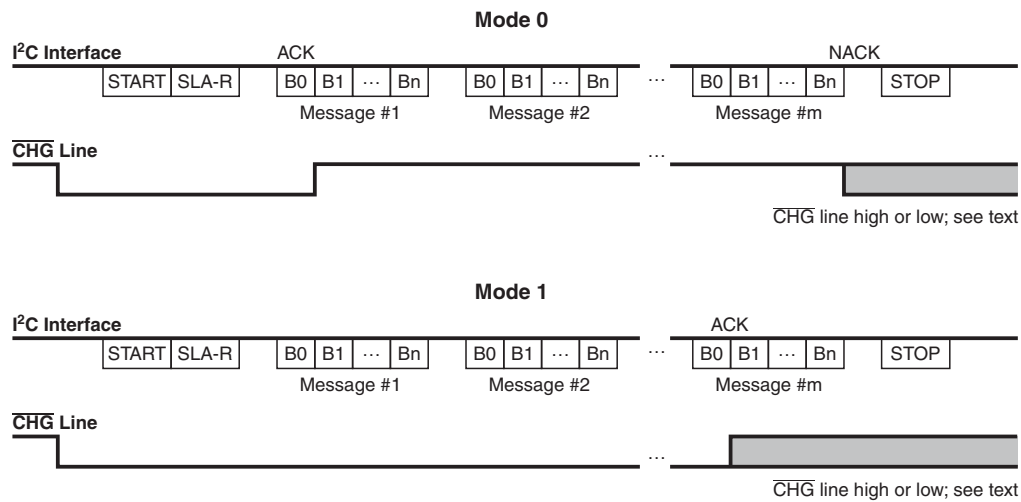 Mode 0
I²C Interface
ACK
NACK
START SLA-R B0 B1 ... Bn B0 B1 ... Bn ... B0 B1 ... Bn STOP
Message #1 Message #2 Message #m
CHG Line
...
CHG line high or low; see text
Mode 1
I²C Interface
ACK
START SLA-R B0 B1 ... Bn B0 B1 ... Bn ... B0 B1 ... Bn STOP
Message #1 Message #2 Message #m
CHG Line
...
CHG line high or low; see text